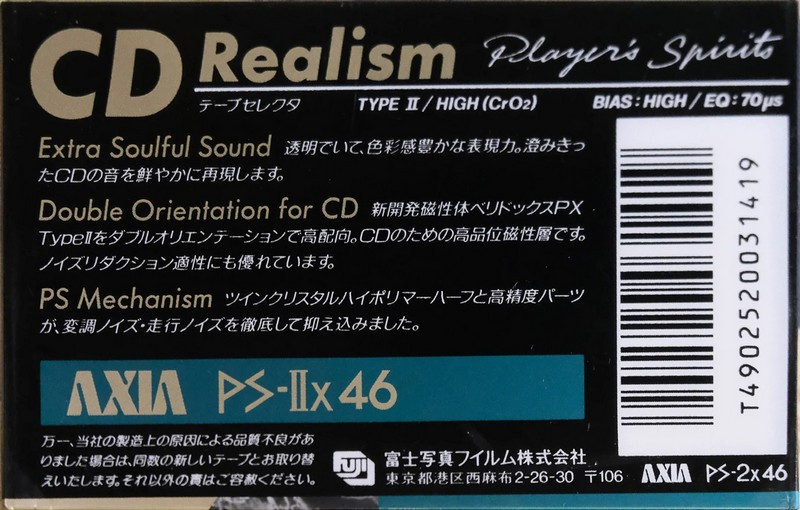 CD Realism Player's Spirits
テープセレクタ TYPE II/HIGH(CrO2) BIAS:HIGH/EQ:70μs
Extra Soulful Sound 透明でいて、色彩感豊かな表現力。澄みきっ
たCDの音を鮮やかに再現します。
Double Orientation for CD 新開発磁性体ベリドックスPX
TypeⅡをダブルオリエンテーションで高配向。CDのための高品位磁性層です。
ノイズリダクション適性にも優れています。
PS Mechanism ツインクリスタルハイポリマーハーフと高精度パーツ
が、変調ノイズ・走行ノイズを徹底して抑え込みました。
AXIA PS-IIx46
万一、当社の製造上の原因による品質不良があ
りました場合は、同数の新しいテープとお取り替
えいたします。それ以外の責はご容赦ください。
FUJI 富士写真フイルム株式会社
東京都港区西麻布2-26-30 〒106 AXIA PS-2x46
T4902520031419